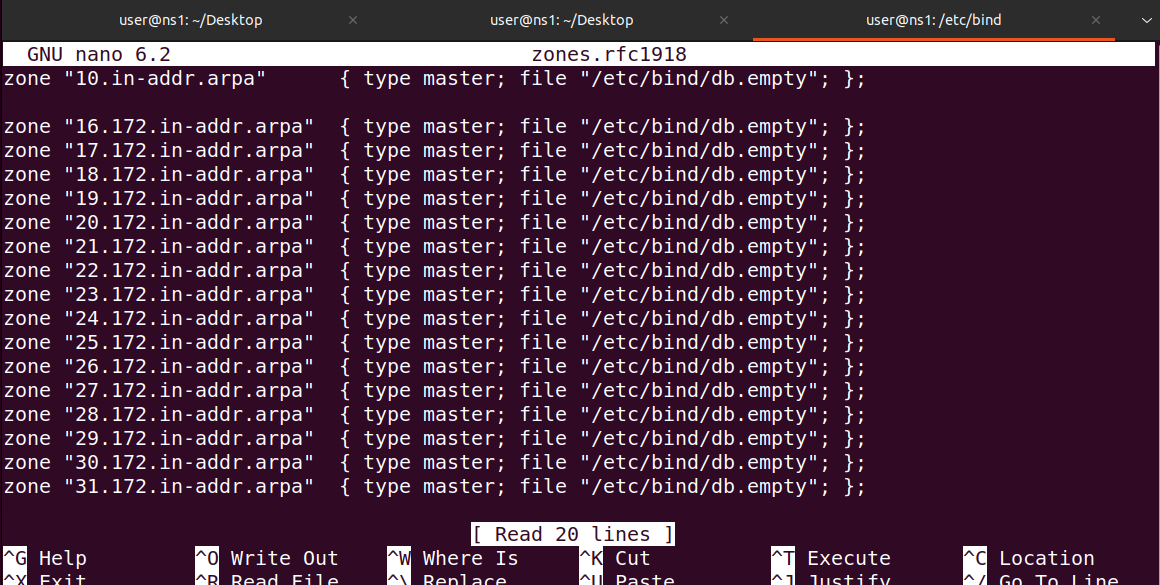 user@ns1: ~/Desktop × user@ns1: ~/Desktop × user@ns1: /etc/bind ×
GNU nano 6.2 zones.rfc1918
zone "10.in-addr.arpa"      { type master; file "/etc/bind/db.empty"; };
zone "16.172.in-addr.arpa"  { type master; file "/etc/bind/db.empty"; };
zone "17.172.in-addr.arpa"  { type master; file "/etc/bind/db.empty"; };
zone "18.172.in-addr.arpa"  { type master; file "/etc/bind/db.empty"; };
zone "19.172.in-addr.arpa"  { type master; file "/etc/bind/db.empty"; };
zone "20.172.in-addr.arpa"  { type master; file "/etc/bind/db.empty"; };
zone "21.172.in-addr.arpa"  { type master; file "/etc/bind/db.empty"; };
zone "22.172.in-addr.arpa"  { type master; file "/etc/bind/db.empty"; };
zone "23.172.in-addr.arpa"  { type master; file "/etc/bind/db.empty"; };
zone "24.172.in-addr.arpa"  { type master; file "/etc/bind/db.empty"; };
zone "25.172.in-addr.arpa"  { type master; file "/etc/bind/db.empty"; };
zone "26.172.in-addr.arpa"  { type master; file "/etc/bind/db.empty"; };
zone "27.172.in-addr.arpa"  { type master; file "/etc/bind/db.empty"; };
zone "28.172.in-addr.arpa"  { type master; file "/etc/bind/db.empty"; };
zone "29.172.in-addr.arpa"  { type master; file "/etc/bind/db.empty"; };
zone "30.172.in-addr.arpa"  { type master; file "/etc/bind/db.empty"; };
zone "31.172.in-addr.arpa"  { type master; file "/etc/bind/db.empty"; };
[ Read 20 lines ]
^G Help ^O Write Out ^W Where Is ^K Cut ^T Execute ^C Location
^X Exit ^R Read File ^\ Replace ^U Paste ^J Justify ^/ Go To Line